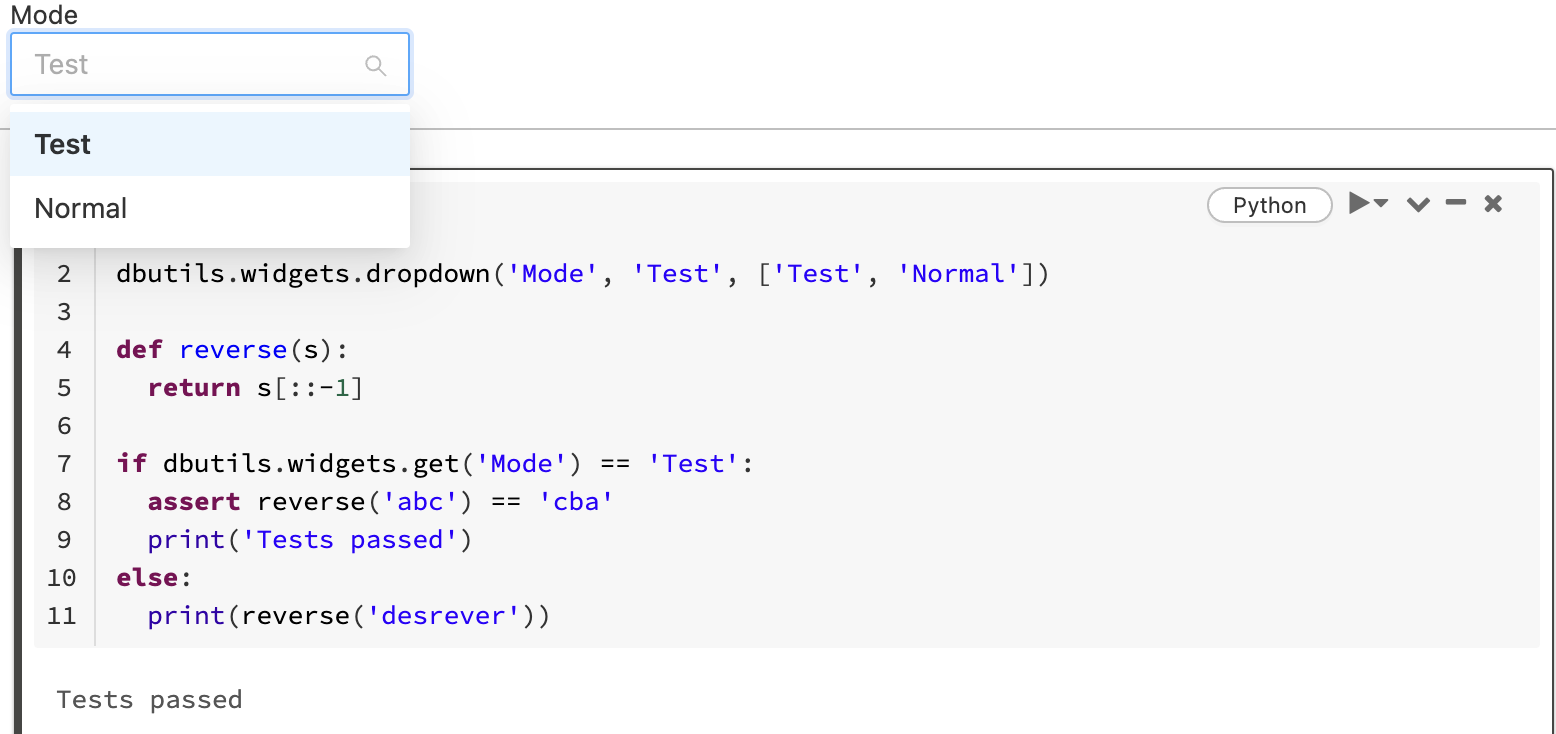 Mode
Test
Test
Normal
Python
2 dbutils.widgets.dropdown('Mode', 'Test', ['Test', 'Normal'])
3
4 def reverse(s):
5   return s[::-1]
6
7 if dbutils.widgets.get('Mode') == 'Test':
8   assert reverse('abc') == 'cba'
9   print('Tests passed')
10 else:
11   print(reverse('desrever'))
Tests passed